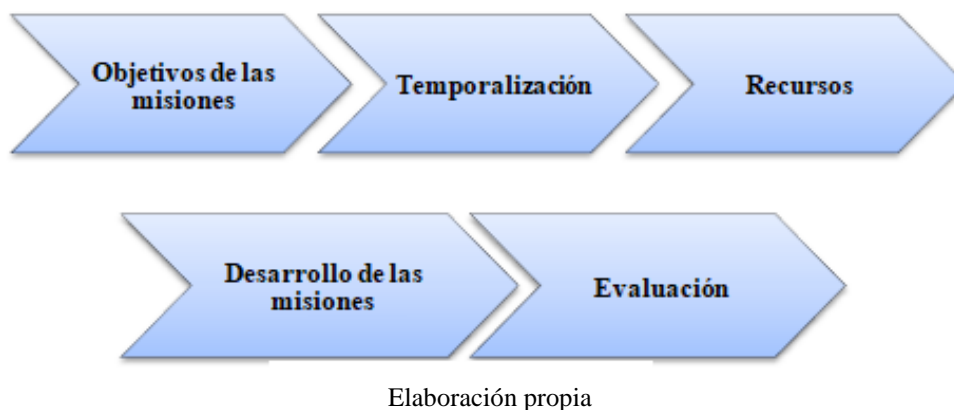 Objetivos de las
misiones
Temporalización
Recursos
Desarrollo de las
misiones
Evaluación
Elaboración propia